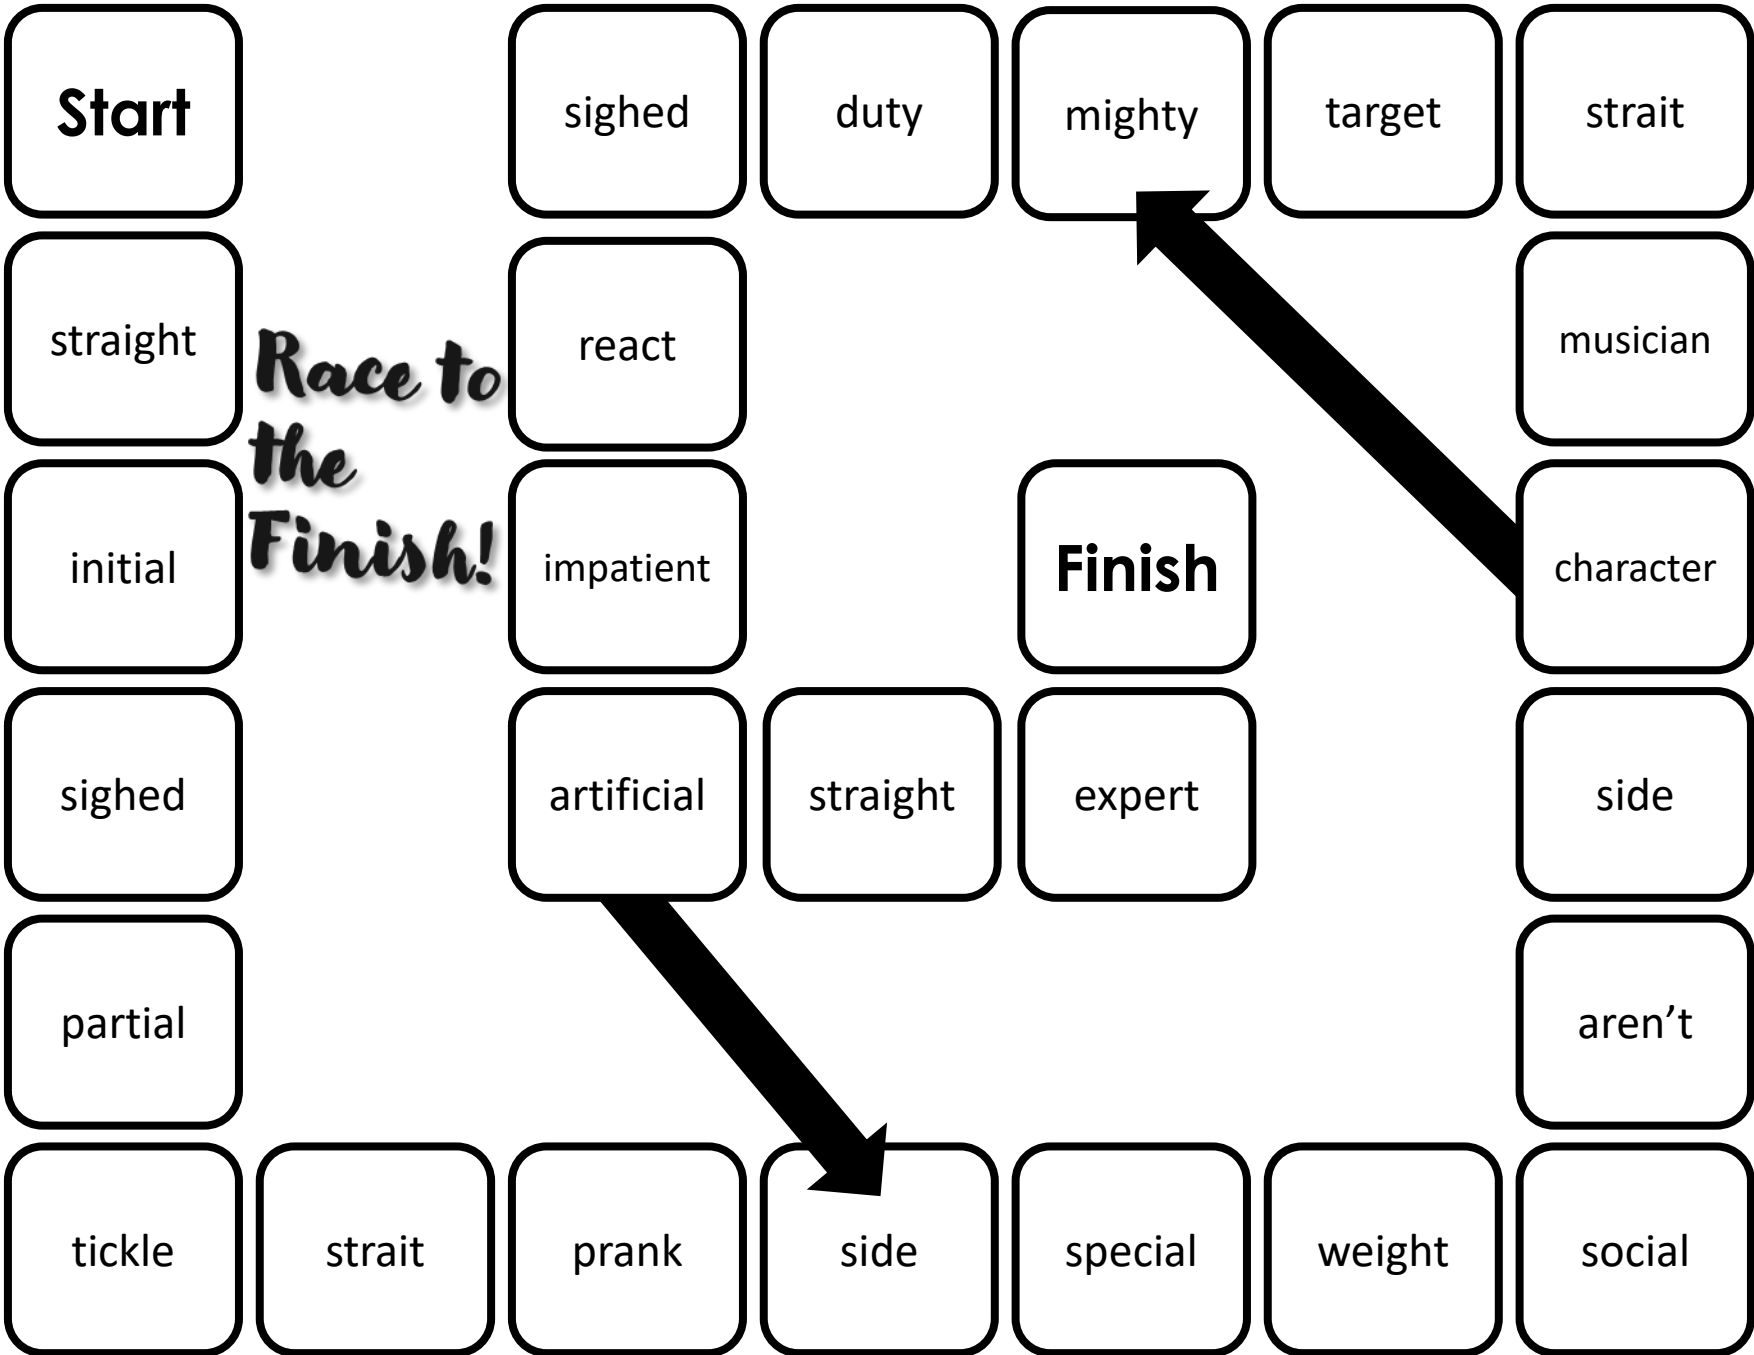 Start
sighed
duty
mighty
target
strait
straight
Race to
the
Finish!
react
musician
initial
impatient
Finish
character
sighed
artificial
straight
expert
side
partial
aren’t
tickle
strait
prank
side
special
weight
social